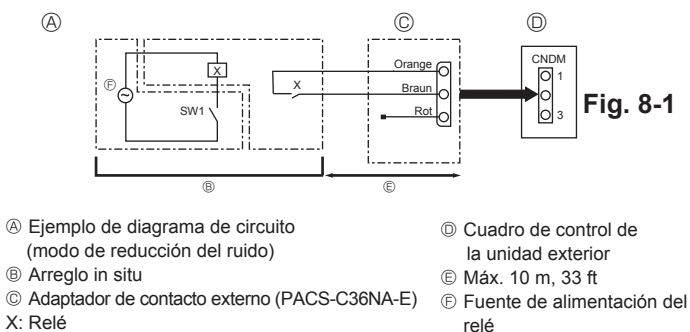 Ⓐ Ⓒ Ⓓ
CNDM
Orange 1
Ⓕ X X Braun
SW1 Rot 3
Fig. 8-1
Ⓑ Ⓔ
Ⓐ Ejemplo de diagrama de circuito
(modo de reducción del ruido)
Ⓑ Arreglo in situ
Ⓒ Adaptador de contacto externo (PACS-C36NA-E)
X: Relé
Ⓓ Cuadro de control de
la unidad exterior
Ⓔ Máx. 10 m, 33 ft
Ⓕ Fuente de alimentación del
relé